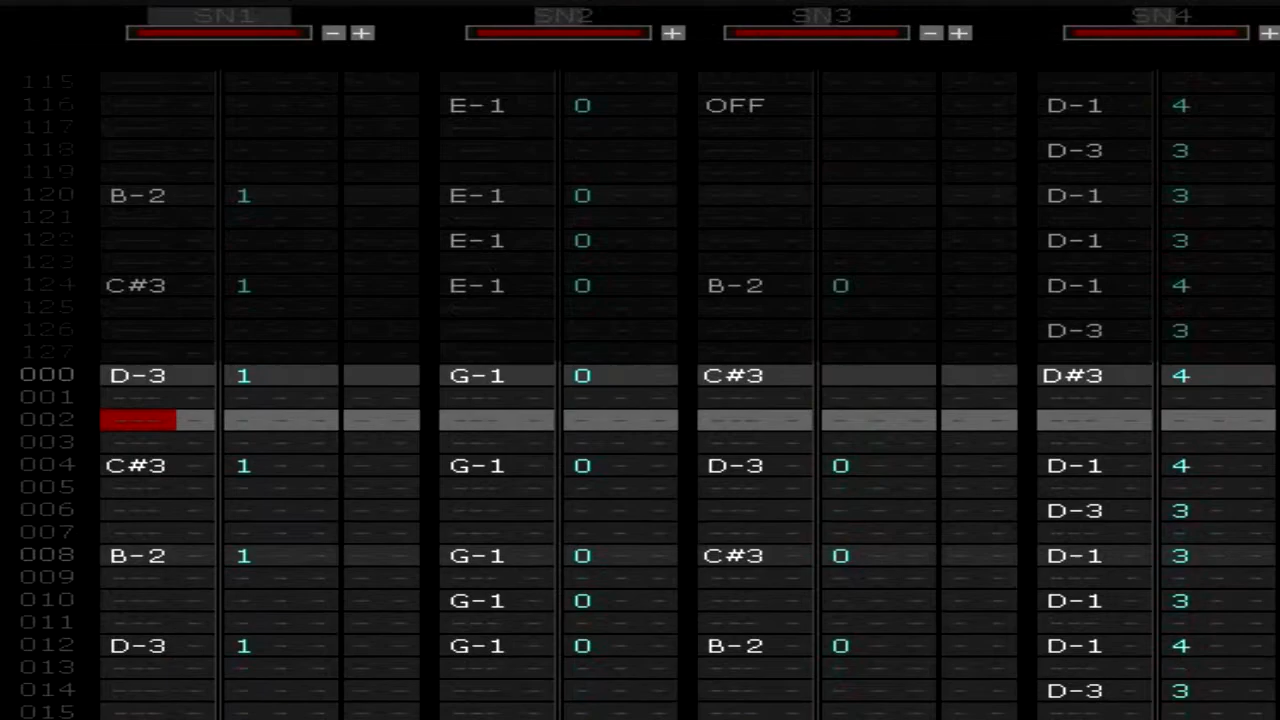 SN1 SN2 SN3 SN4
− + + − + +
115
116 E-1 0 OFF D-1 4
117
118 D-3 3
119
120 B-2 1 E-1 0 D-1 3
121
122 E-1 0 D-1 3
123
124 C#3 1 E-1 0 B-2 0 D-1 4
125
126 D-3 3
127
000 D-3 1 G-1 0 C#3 D#3 4
001
002
003
004 C#3 1 G-1 0 D-3 0 D-1 4
005
006 D-3 3
007
008 B-2 1 G-1 0 C#3 0 D-1 3
009
010 G-1 0 D-1 3
011
012 D-3 1 G-1 0 B-2 0 D-1 4
013
014 D-3 3
015